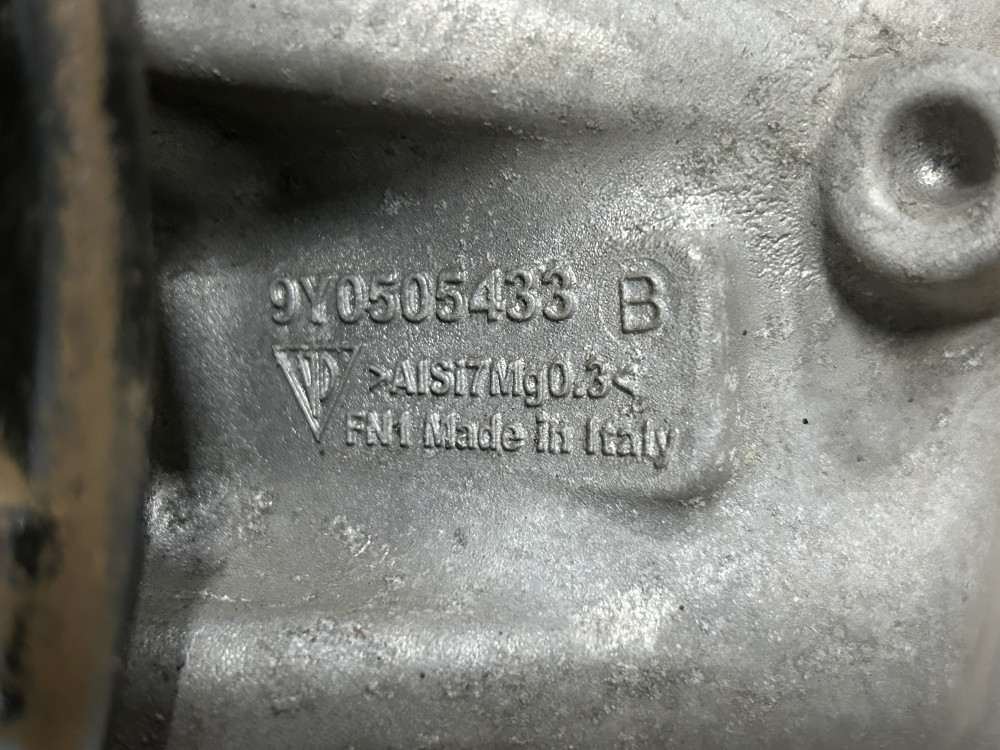 9Y0505433 B
>AlSi7Mg0.3<
FN1 Made in Italy